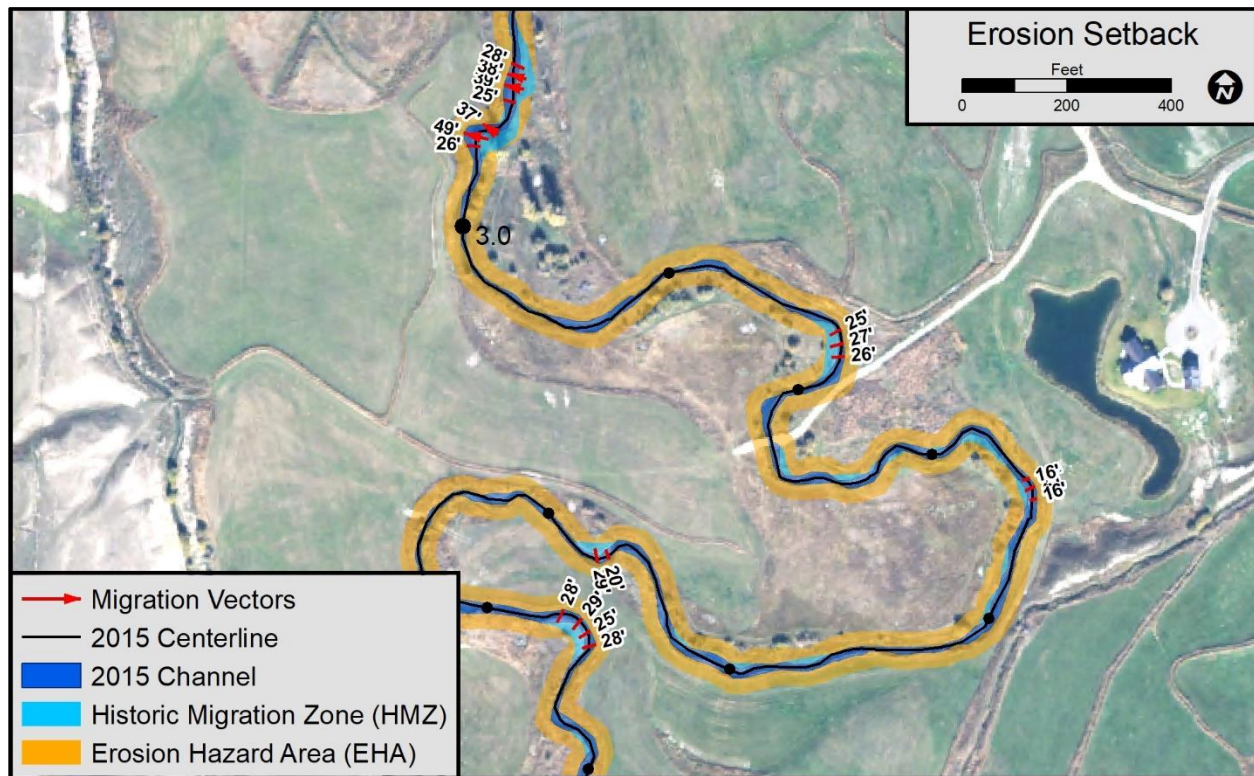 Erosion Setback
Feet
0 200 400
N
28'
38'
39'
25'
37'
49'
26'
3.0
25'
27'
26'
16'
16'
20'
29'
28'
29'
25'
28'
Migration Vectors
2015 Centerline
2015 Channel
Historic Migration Zone (HMZ)
Erosion Hazard Area (EHA)